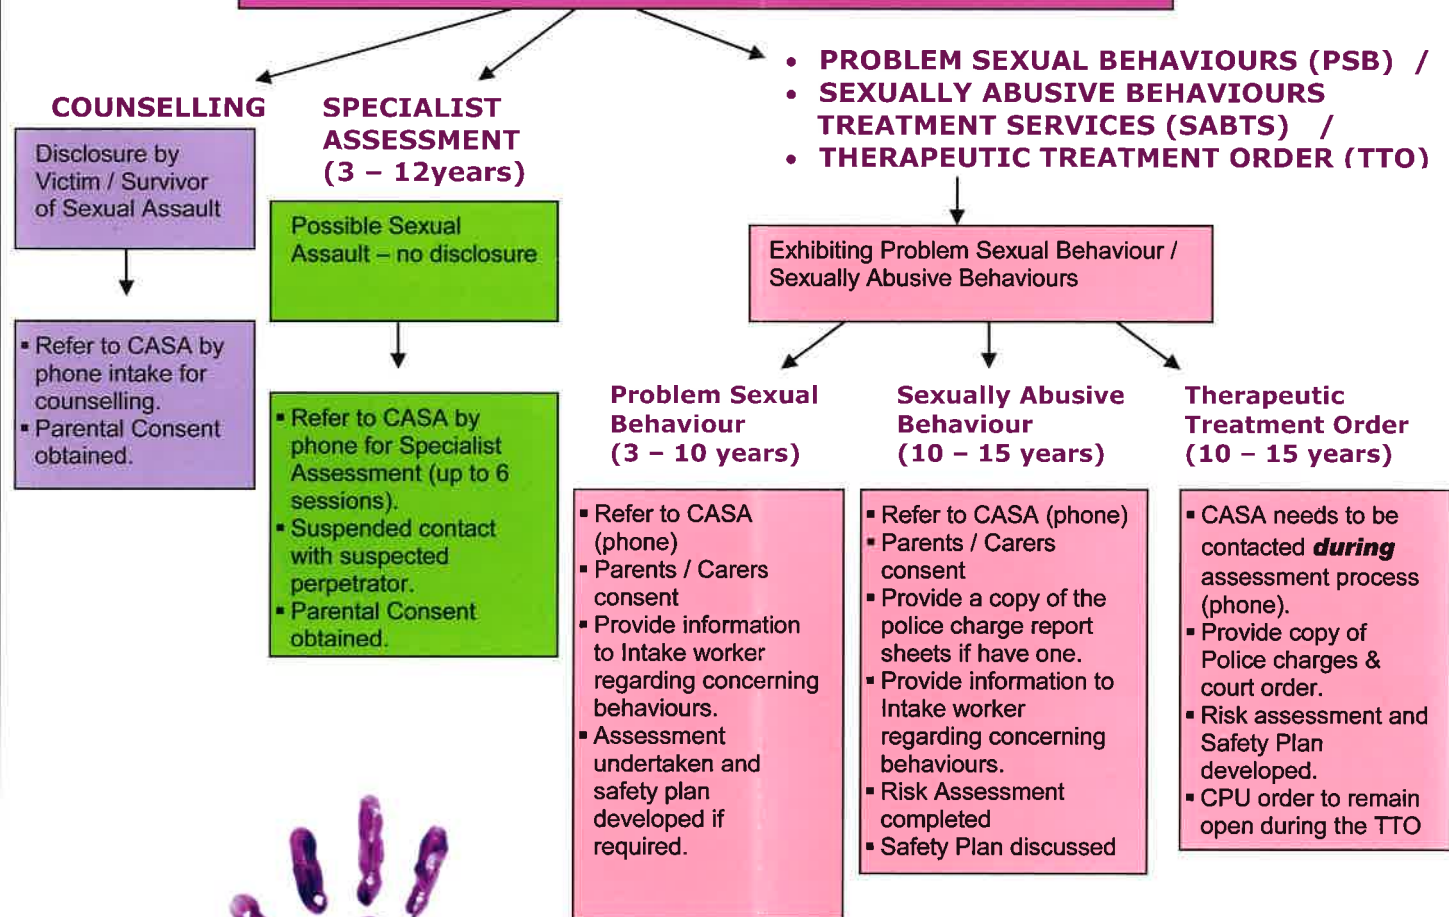 COUNSELLING
Disclosure by
Victim / Survivor
of Sexual Assault
▪ Refer to CASA by
phone intake for
counselling.
▪ Parental Consent
obtained.
SPECIALIST
ASSESSMENT
(3 – 12years)
Possible Sexual
Assault – no disclosure
▪ Refer to CASA by
phone for Specialist
Assessment (up to 6
sessions).
▪ Suspended contact
with suspected
perpetrator.
▪ Parental Consent
obtained.
• PROBLEM SEXUAL BEHAVIOURS (PSB) /
• SEXUALLY ABUSIVE BEHAVIOURS
TREATMENT SERVICES (SABTS) /
• THERAPEUTIC TREATMENT ORDER (TTO)
Exhibiting Problem Sexual Behaviour /
Sexually Abusive Behaviours
Problem Sexual
Behaviour
(3 – 10 years)
▪ Refer to CASA
(phone)
▪ Parents / Carers
consent
▪ Provide information
to Intake worker
regarding concerning
behaviours.
▪ Assessment
undertaken and
safety plan
developed if
required.
Sexually Abusive
Behaviour
(10 – 15 years)
▪ Refer to CASA (phone)
▪ Parents / Carers
consent
▪ Provide a copy of the
police charge report
sheets if have one.
▪ Provide information to
Intake worker
regarding concerning
behaviours.
▪ Risk Assessment
completed
▪ Safety Plan discussed
Therapeutic
Treatment Order
(10 – 15 years)
▪ CASA needs to be
contacted during
assessment process
(phone).
▪ Provide copy of
Police charges &
court order.
▪ Risk assessment and
Safety Plan
developed.
▪ CPU order to remain
open during the TTO